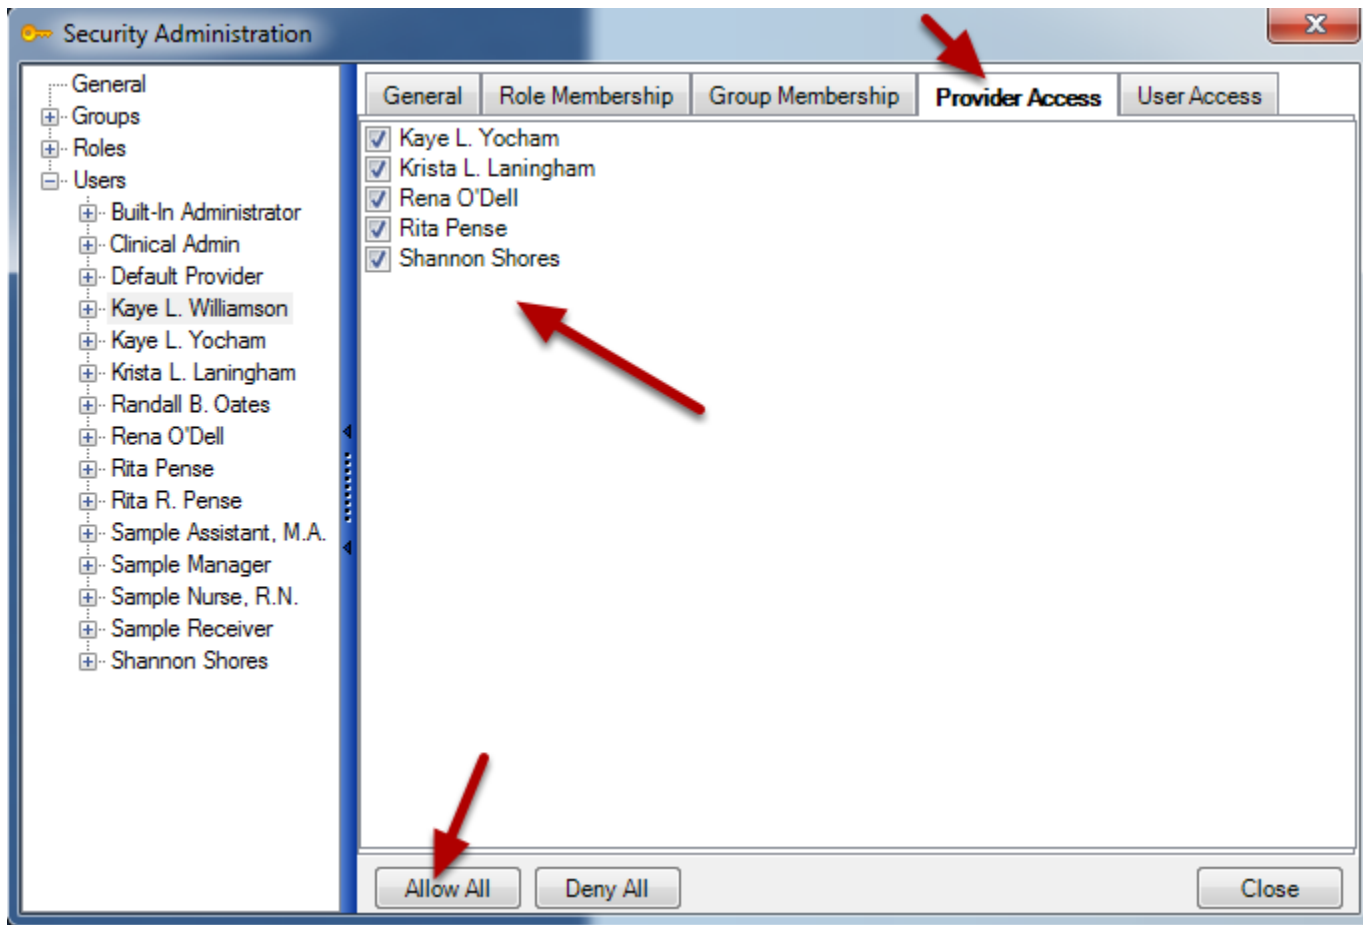 Security Administration
General
Groups
Roles
Users
Built-In Administrator
Clinical Admin
Default Provider
Kaye L. Williamson
Kaye L. Yocham
Krista L. Laningham
Randall B. Oates
Rena O'Dell
Rita Pense
Rita R. Pense
Sample Assistant, M.A.
Sample Manager
Sample Nurse, R.N.
Sample Receiver
Shannon Shores
General Role Membership Group Membership Provider Access User Access
Kaye L. Yocham
Krista L. Laningham
Rena O'Dell
Rita Pense
Shannon Shores
Allow All Deny All Close